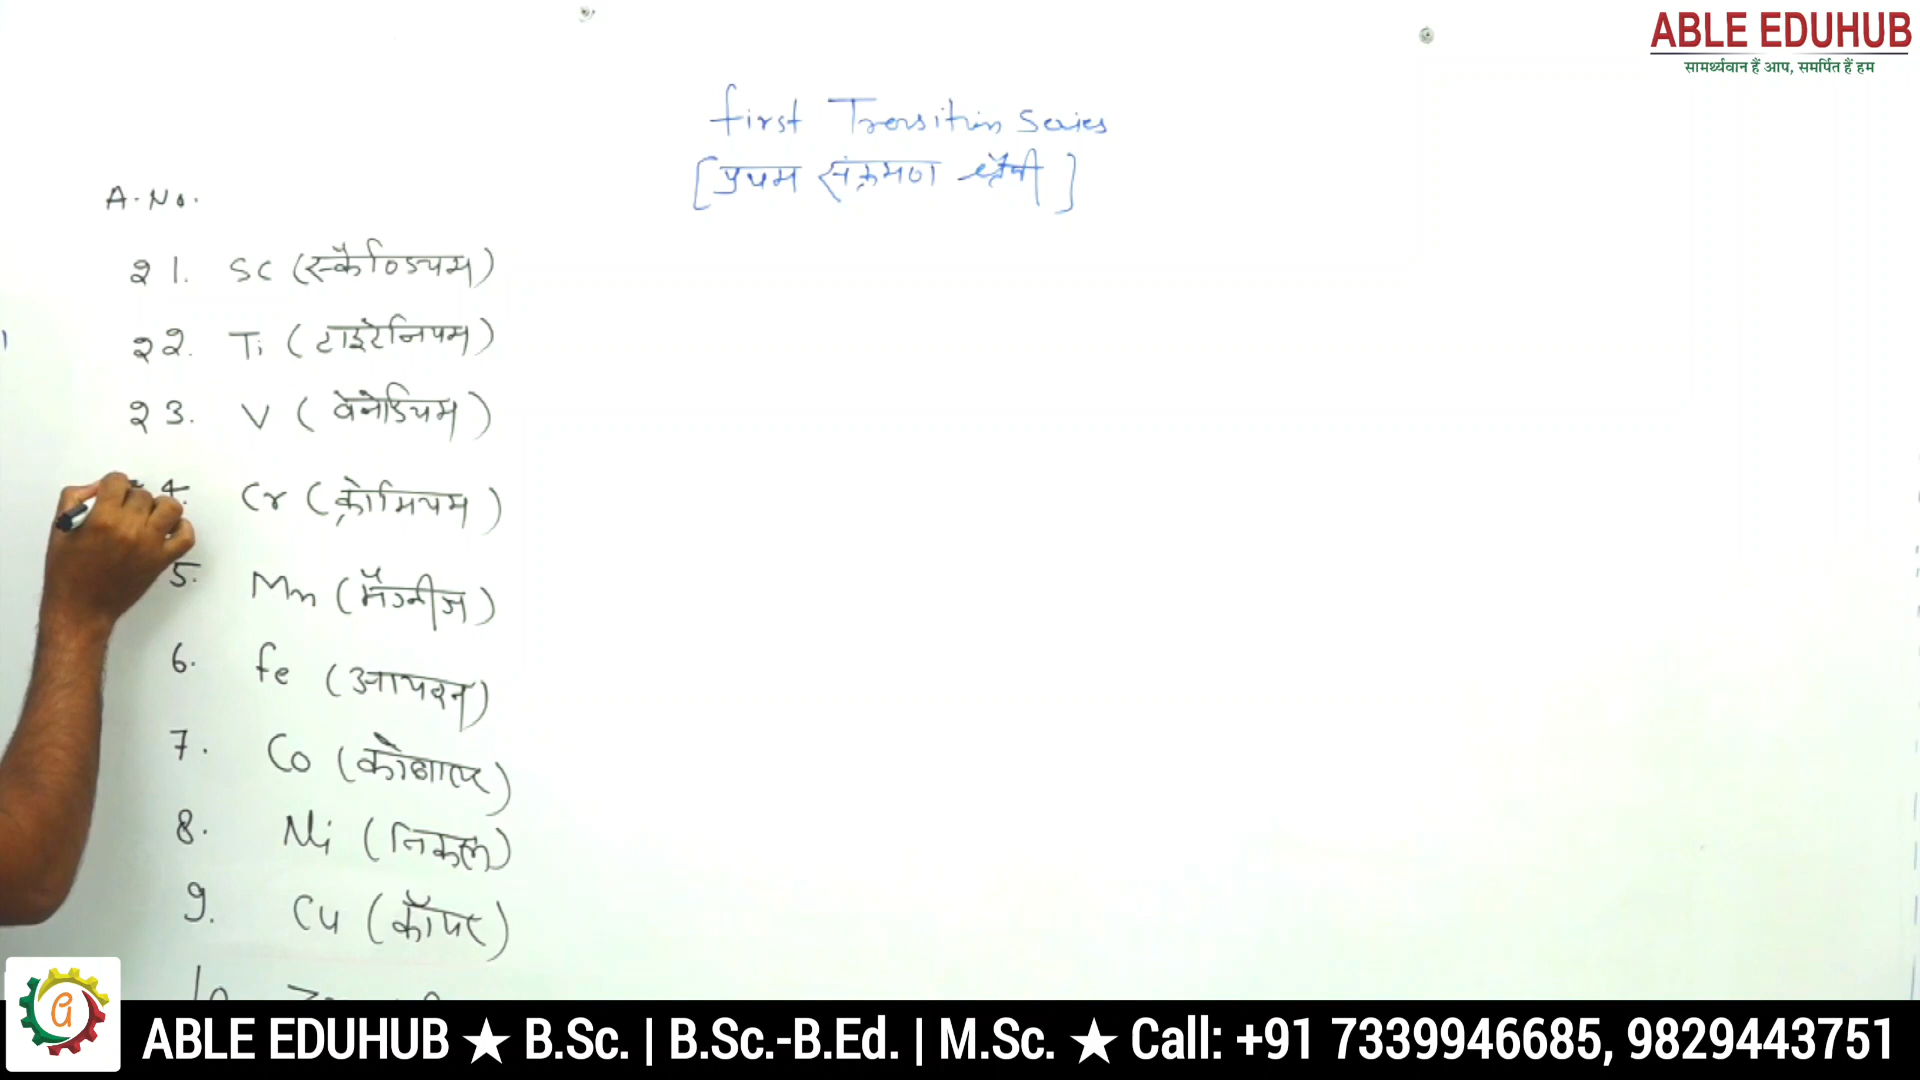 ABLE EDUHUB
सामर्थ्यवान हैं आप, समर्पित हैं हम
First Transition Series
[प्रथम संक्रमण श्रेणी]
A.No.
21. Sc (स्कैण्डियम)
22. Ti (टाइटेनियम)
23. V (वेनेडियम)
4. Cr (क्रोमियम)
5. Mn (मैंग्नीज)
6. Fe (आयरन)
7. Co (कोबाल्ट)
8. Ni (निकल)
9. Cu (कॉपर)
10
ABLE EDUHUB ★ B.Sc. | B.Sc.-B.Ed. | M.Sc. ★ Call: +91 7339946685, 9829443751